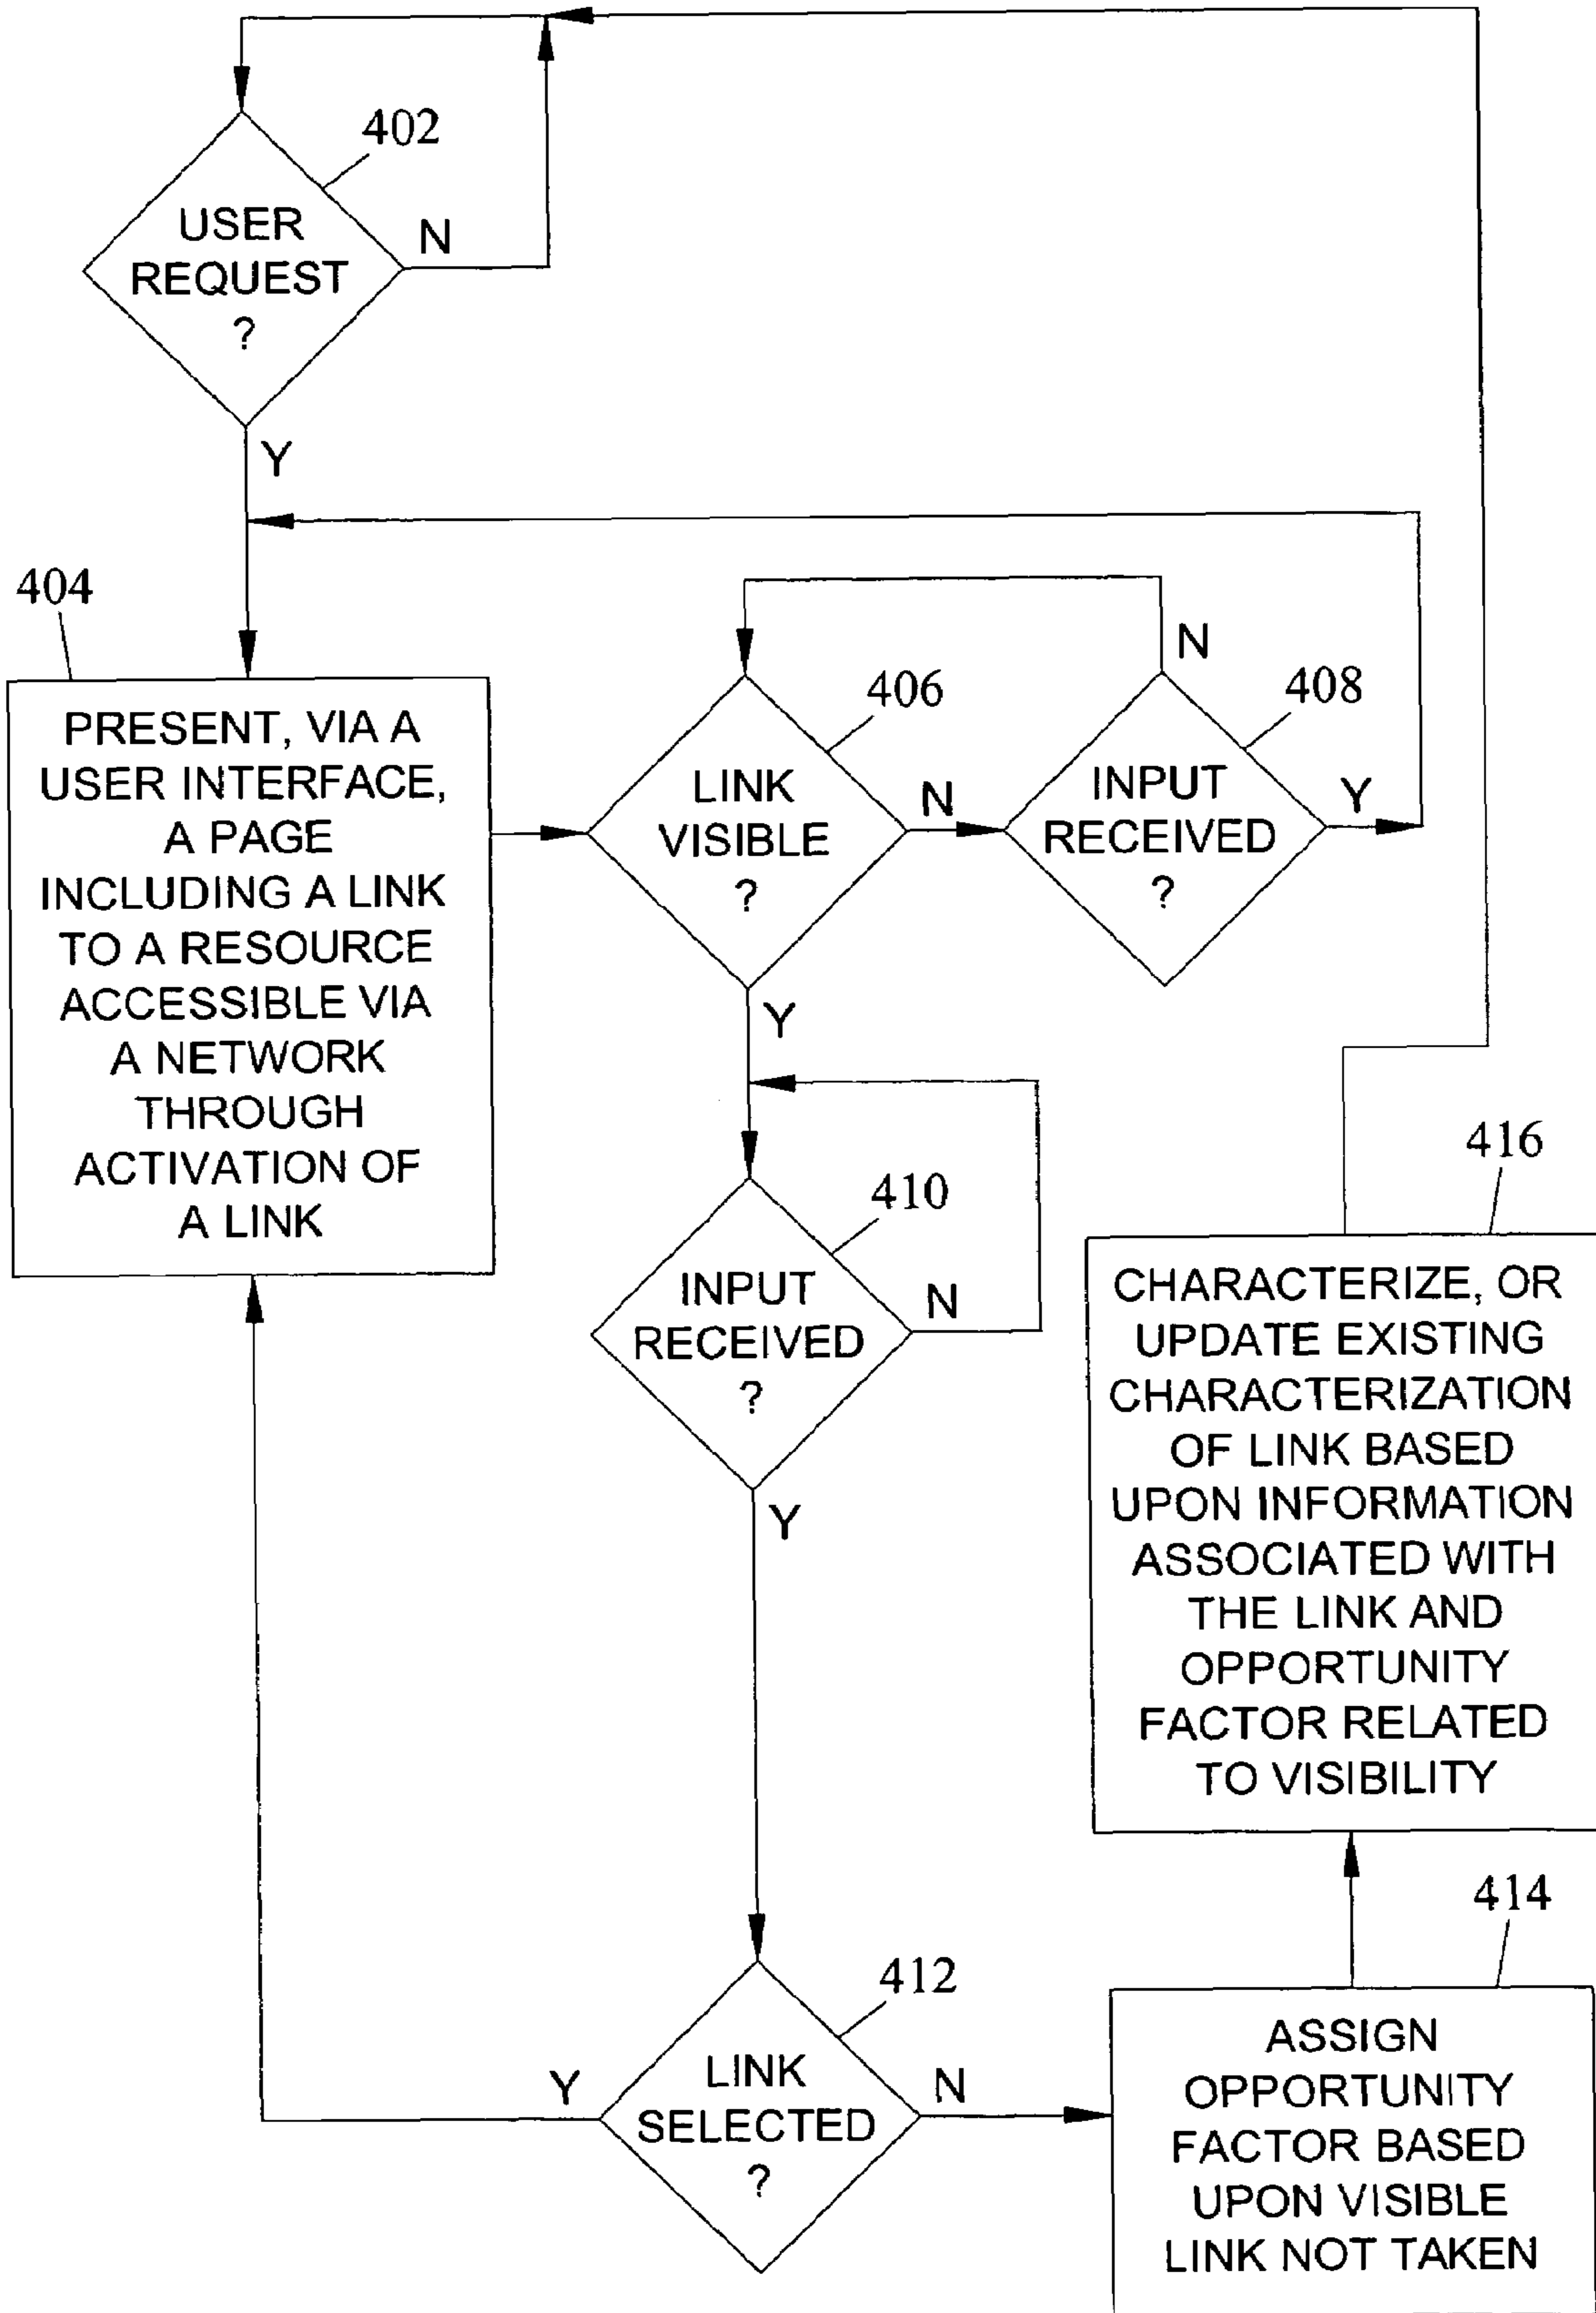 402
USER
REQUEST
?
N
Y
404
PRESENT, VIA A
USER INTERFACE,
A PAGE
INCLUDING A LINK
TO A RESOURCE
ACCESSIBLE VIA
A NETWORK
THROUGH
ACTIVATION OF
A LINK
406
LINK
VISIBLE
?
N
Y
408
INPUT
RECEIVED
?
N
Y
410
INPUT
RECEIVED
?
N
Y
412
LINK
SELECTED
?
Y
N
414
ASSIGN
OPPORTUNITY
FACTOR BASED
UPON VISIBLE
LINK NOT TAKEN
416
CHARACTERIZE, OR
UPDATE EXISTING
CHARACTERIZATION
OF LINK BASED
UPON INFORMATION
ASSOCIATED WITH
THE LINK AND
OPPORTUNITY
FACTOR RELATED
TO VISIBILITY